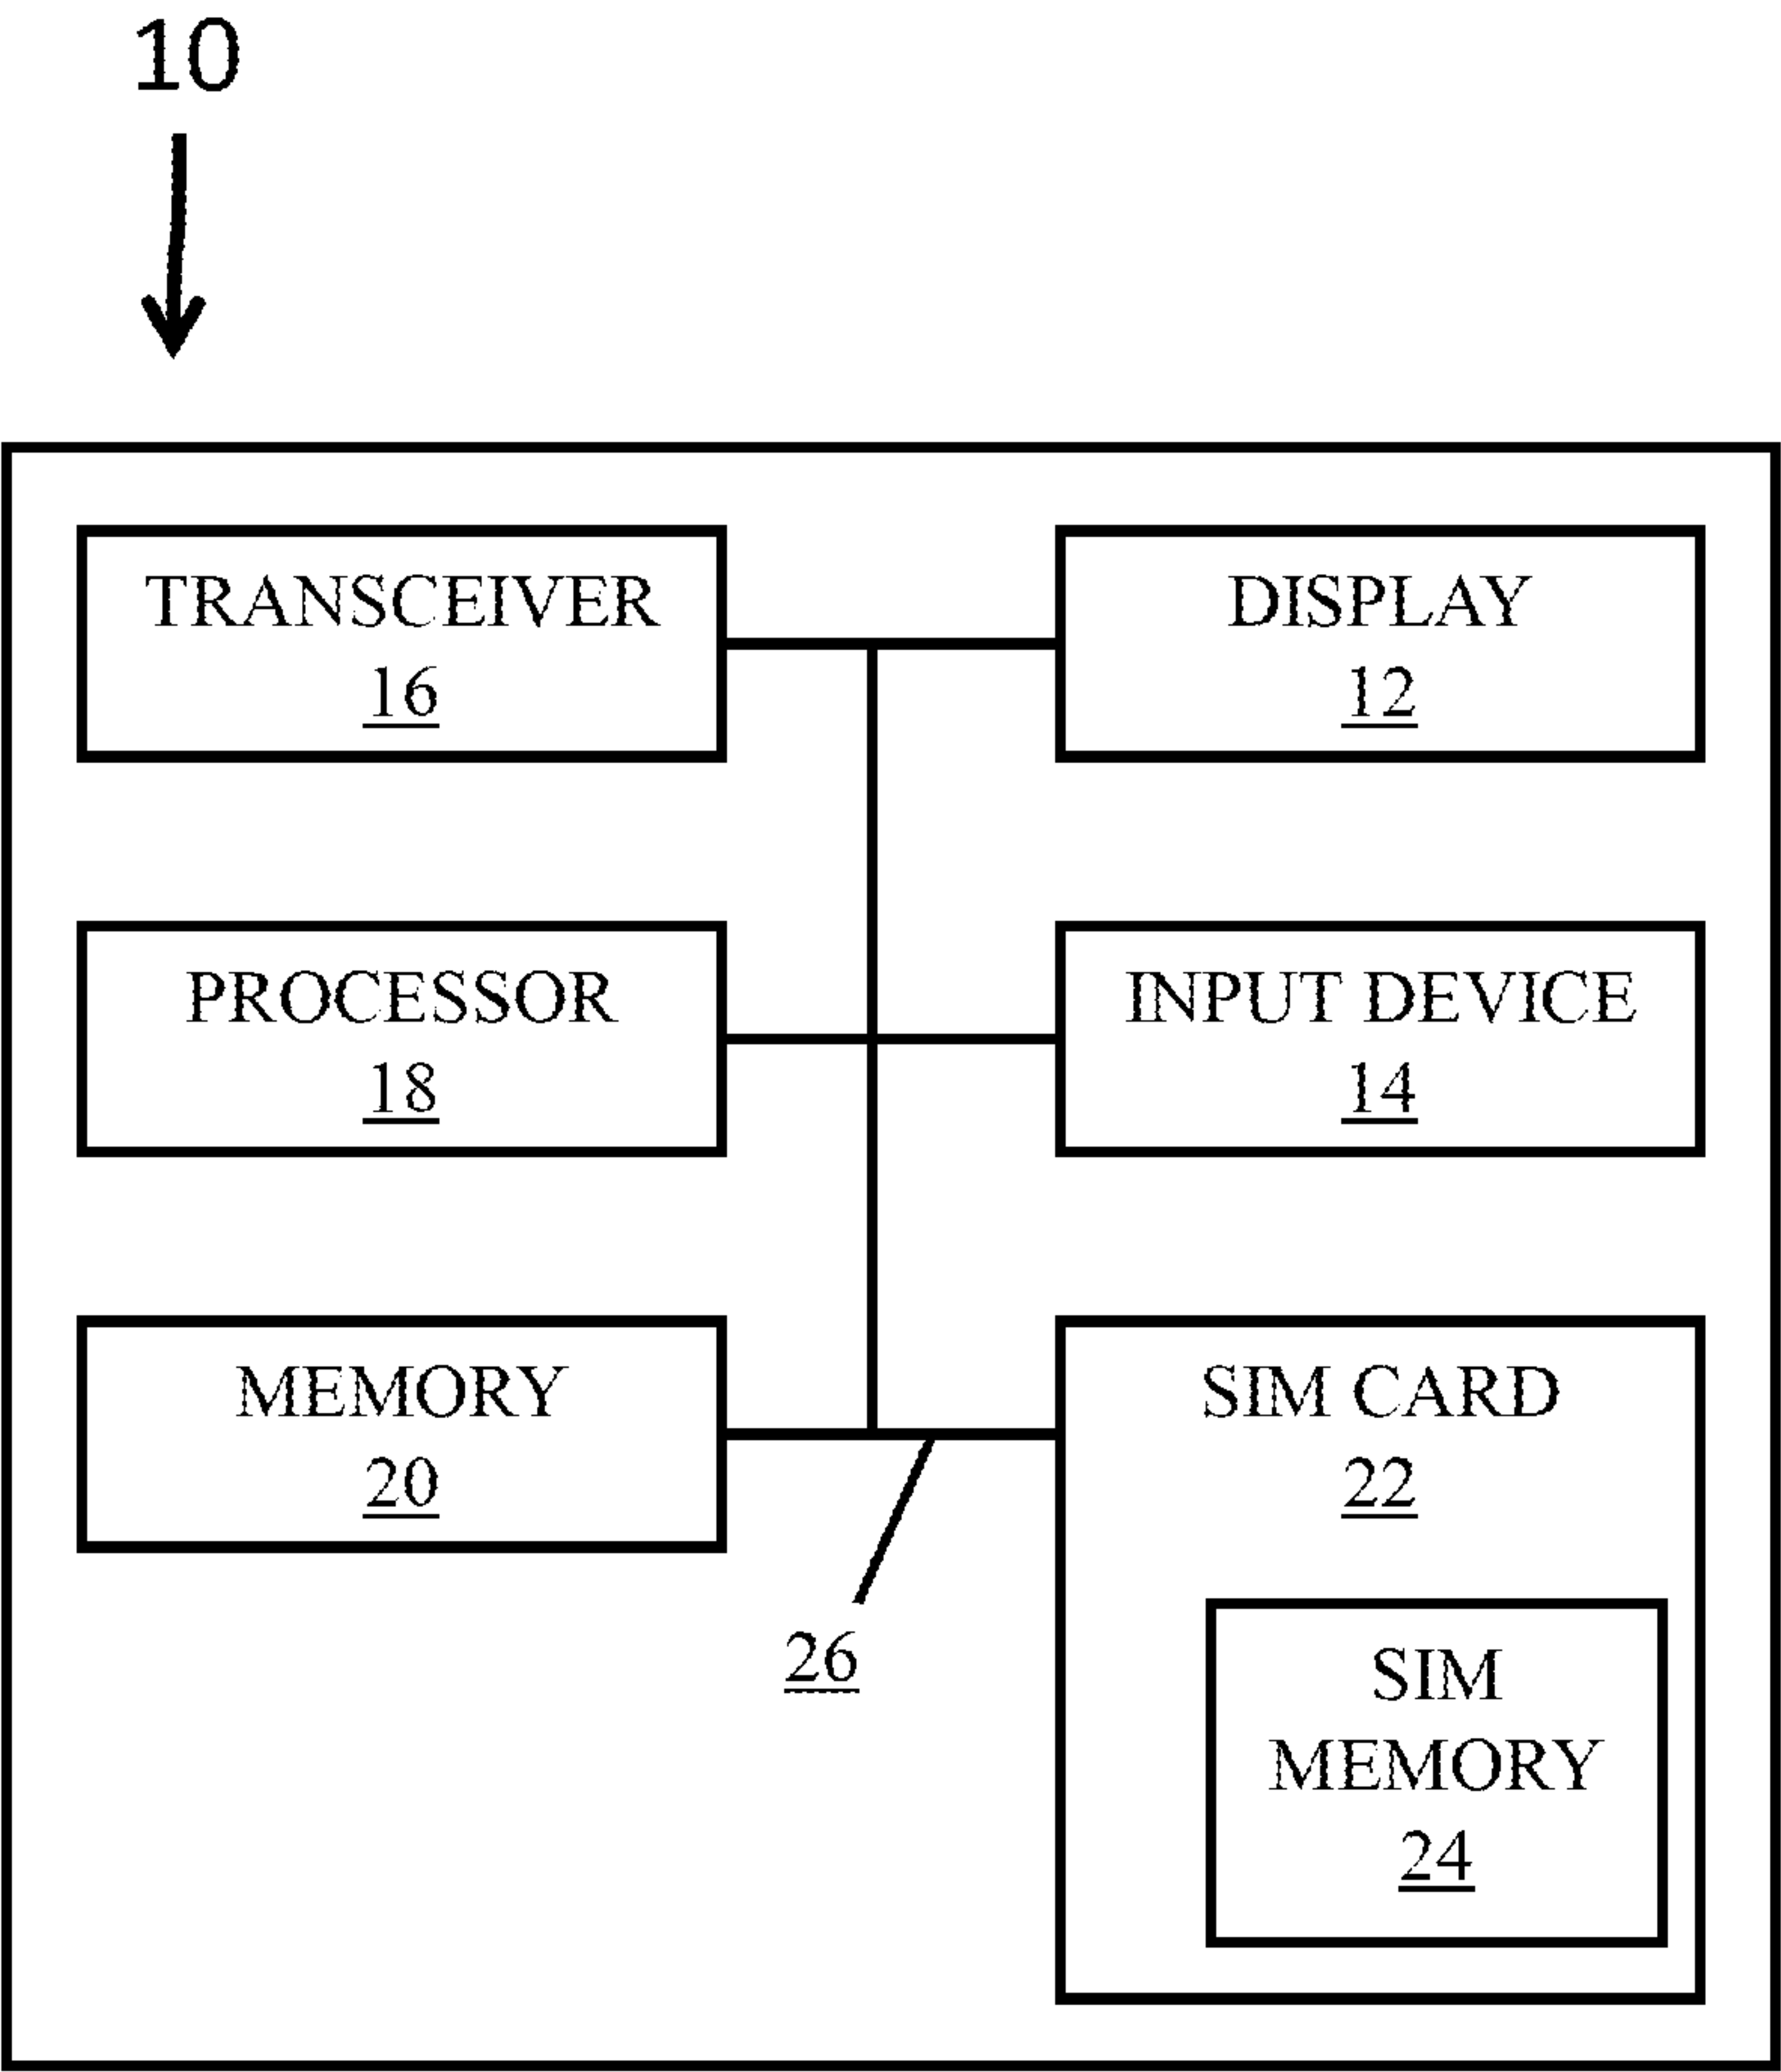 10
TRANSCEIVER
16
DISPLAY
12
PROCESSOR
18
INPUT DEVICE
14
MEMORY
20
SIM CARD
22
26
SIM
MEMORY
24